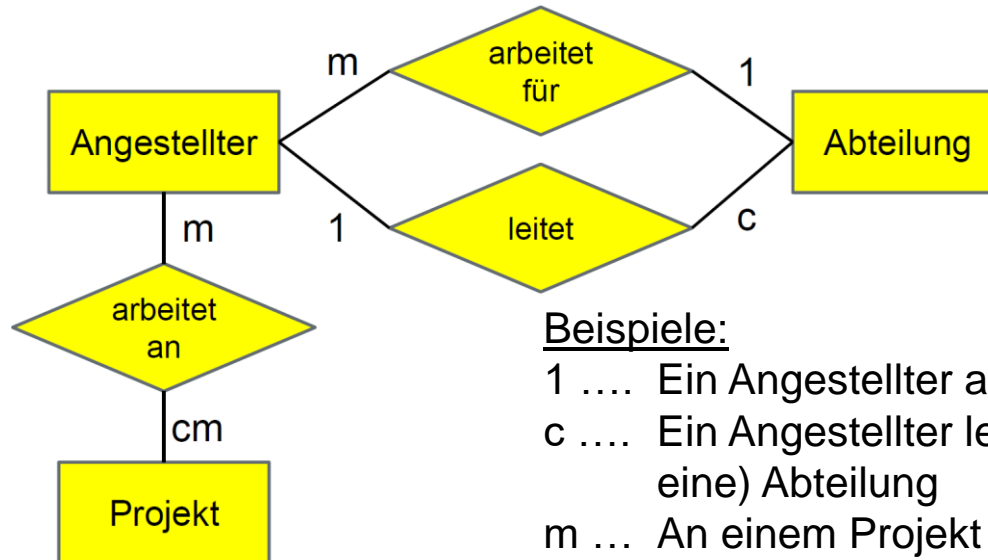 m
arbeitet
für
1
Angestellter
Abteilung
m
1
leitet
c
arbeitet
an
cm
Projekt
Beispiele:
1 .... Ein Angestellter a
c .... Ein Angestellter le
eine) Abteilung
m ... An einem Projekt